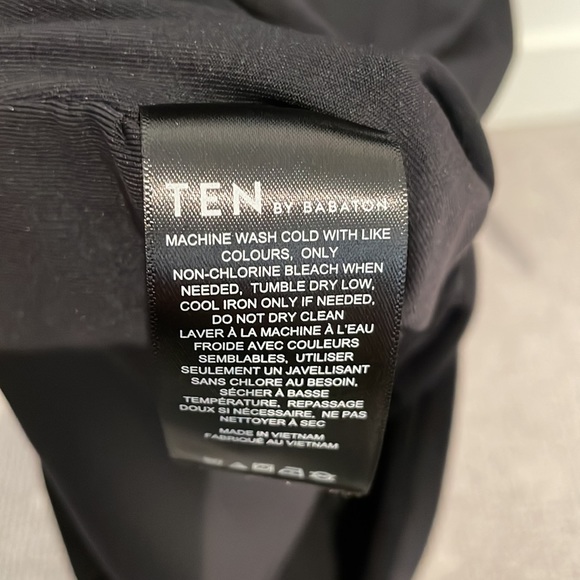 TEN BY BABATON
MACHINE WASH COLD WITH LIKE
COLOURS, ONLY
NON-CHLORINE BLEACH WHEN
NEEDED, TUMBLE DRY LOW,
COOL IRON ONLY IF NEEDED,
DO NOT DRY CLEAN
LAVER À LA MACHINE À L'EAU
FROIDE AVEC COULEURS
SEMBLABLES, UTILISER
SEULEMENT UN JAVELLISANT
SANS CHLORE AU BESOIN,
SÉCHER À BASSE
TEMPÉRATURE, REPASSAGE
DOUX SI NÉCESSAIRE, NE PAS
NETTOYER À SEC
MADE IN VIETNAM
FABRIQUÉ AU VIETNAM